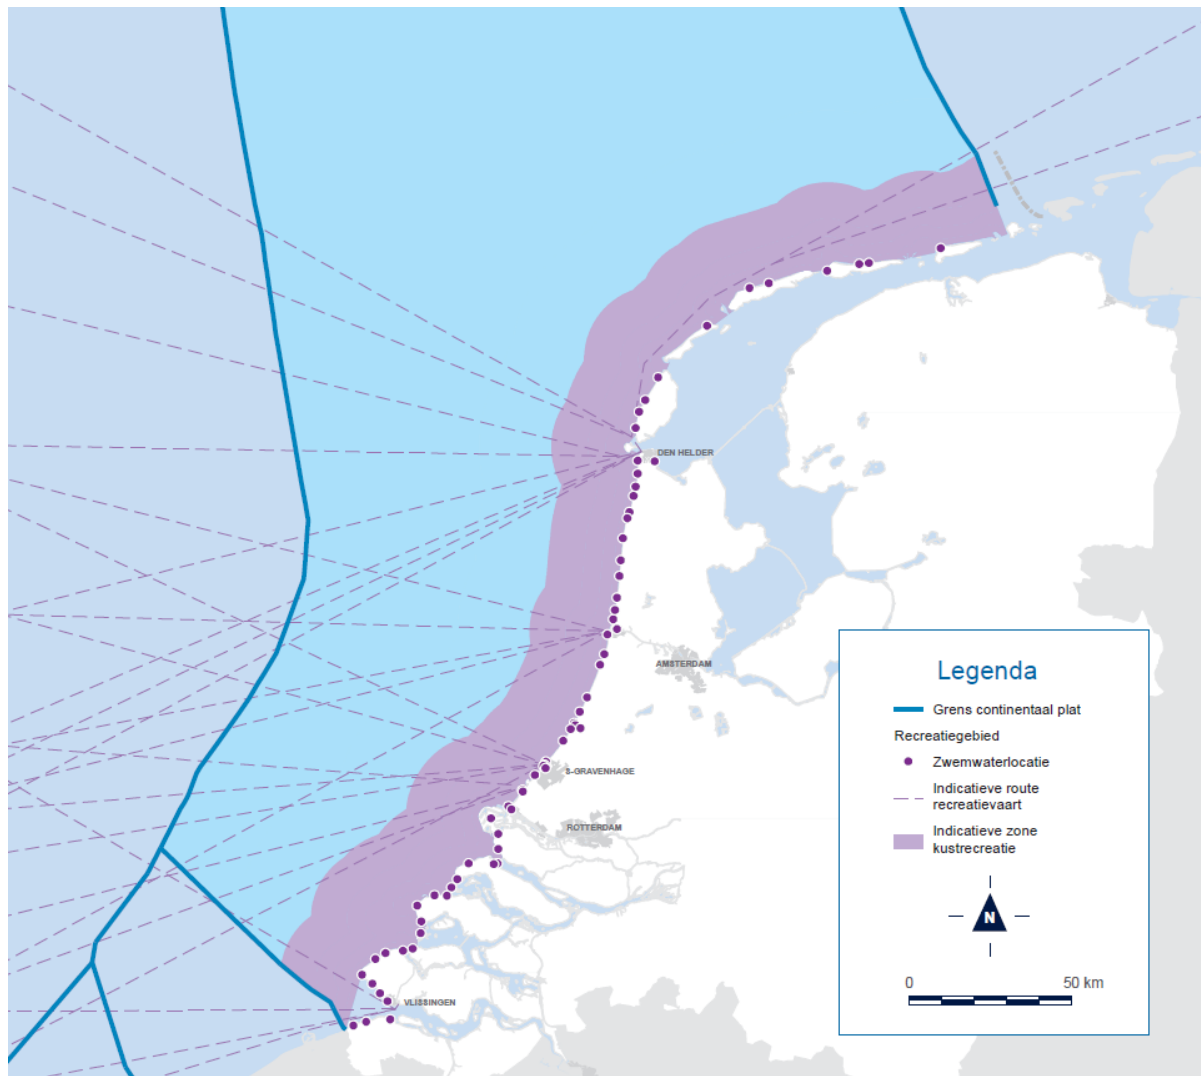 DEN HELDER
AMSTERDAM
S-GRAVENHAGE
ROTTERDAM
VLISSINGEN
Legenda
Grens continentaal plat
Recreatiegebied
Zwemwaterlocatie
Indicatieve route
recreatievaart
Indicatieve zone
kustrecreatie
N
0 50 km